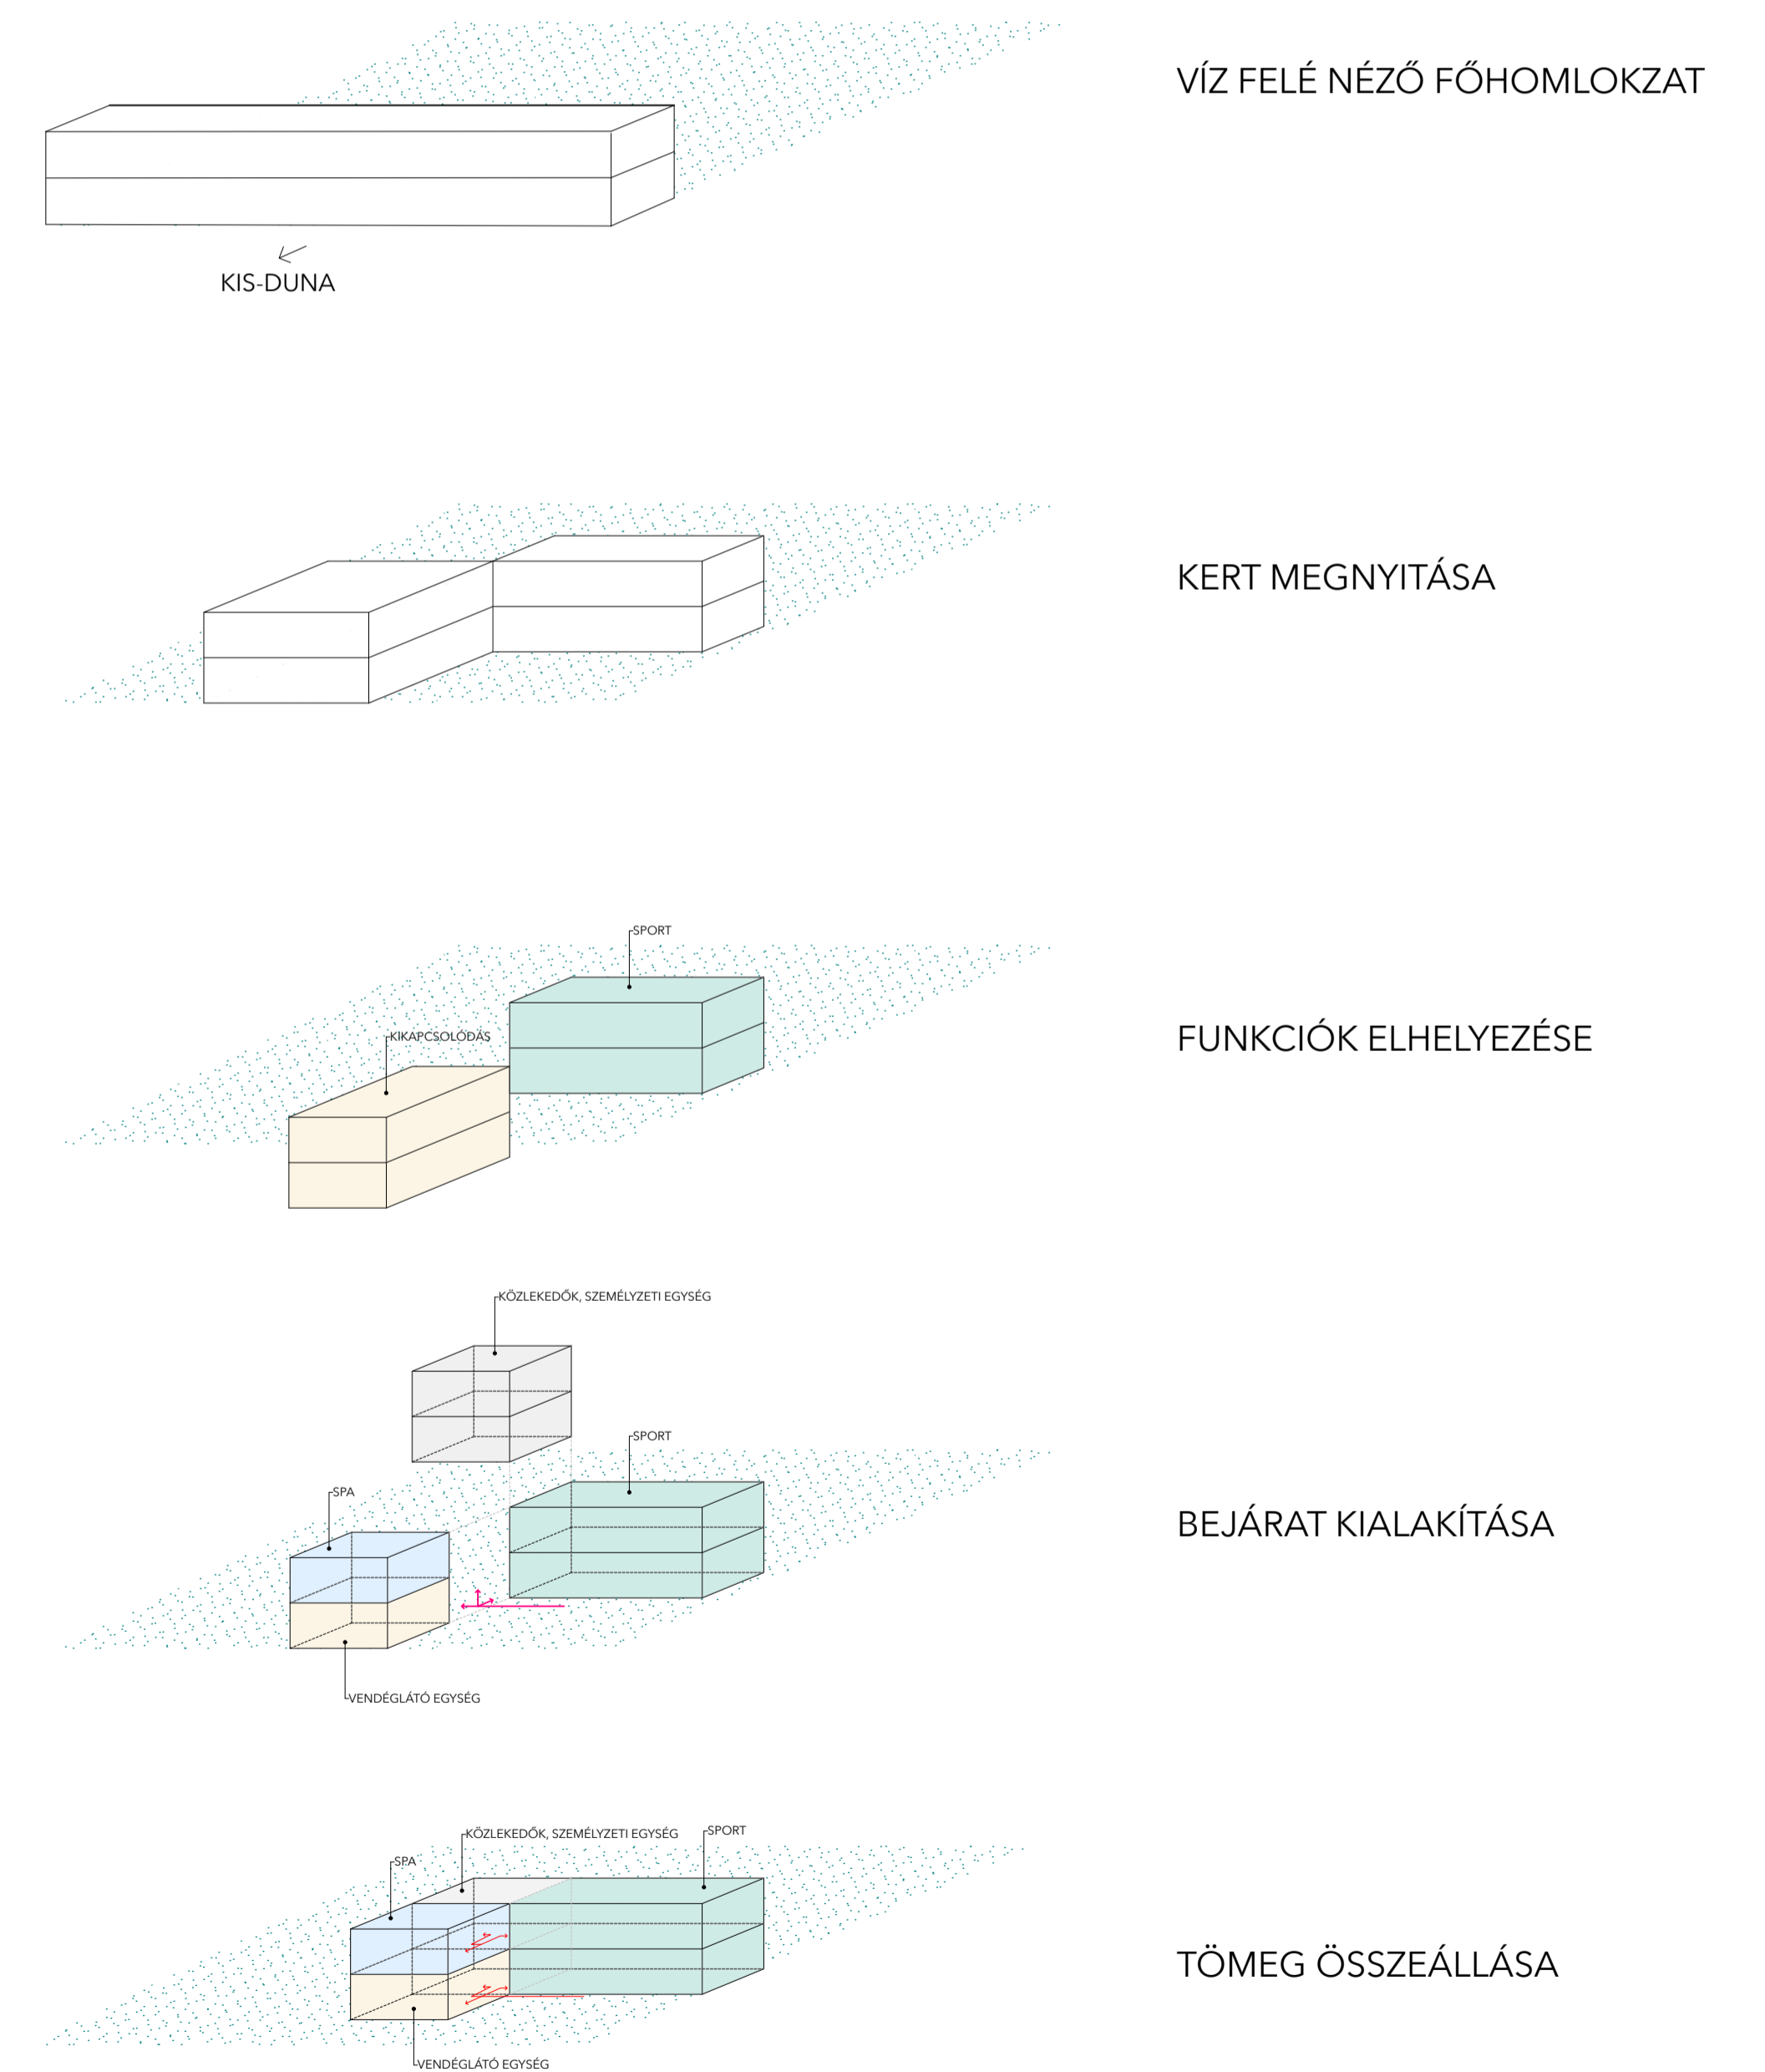 VÍZ FELÉ NÉZŐ FŐHOMLOKZAT
KIS-DUNA
KERT MEGNYITÁSA
SPORT
KIKAPCSOLÓDÁS
FUNKCIÓK ELHELYEZÉSE
KÖZLEKEDŐK, SZEMÉLYZETI EGYSÉG
SPORT
SPA
BEJÁRAT KIALAKÍTÁSA
VENDÉGLÁTÓ EGYSÉG
SPORT
KÖZLEKEDŐK, SZEMÉLYZETI EGYSÉG
SPA
TÖMEG ÖSSZEÁLLÁSA
VENDÉGLÁTÓ EGYSÉG